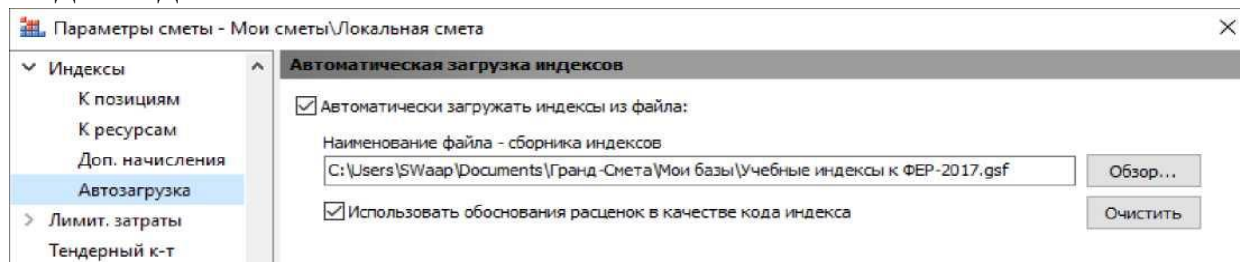 Параметры сметы - Мои сметы\Локальная смета
Индексы
К позициям
К ресурсам
Доп. начисления
Автозагрузка
Лимит. затраты
Тендерный к-т
Автоматическая загрузка индексов
Автоматически загружать индексы из файла:
Наименование файла - сборника индексов
C:\Users\SWaap\Documents\Гранд-Смета\Мои базы\Учебные индексы к ФЕР-2017.gsf
Обзор...
Использовать обоснования расценок в качестве кода индекса
Очистить